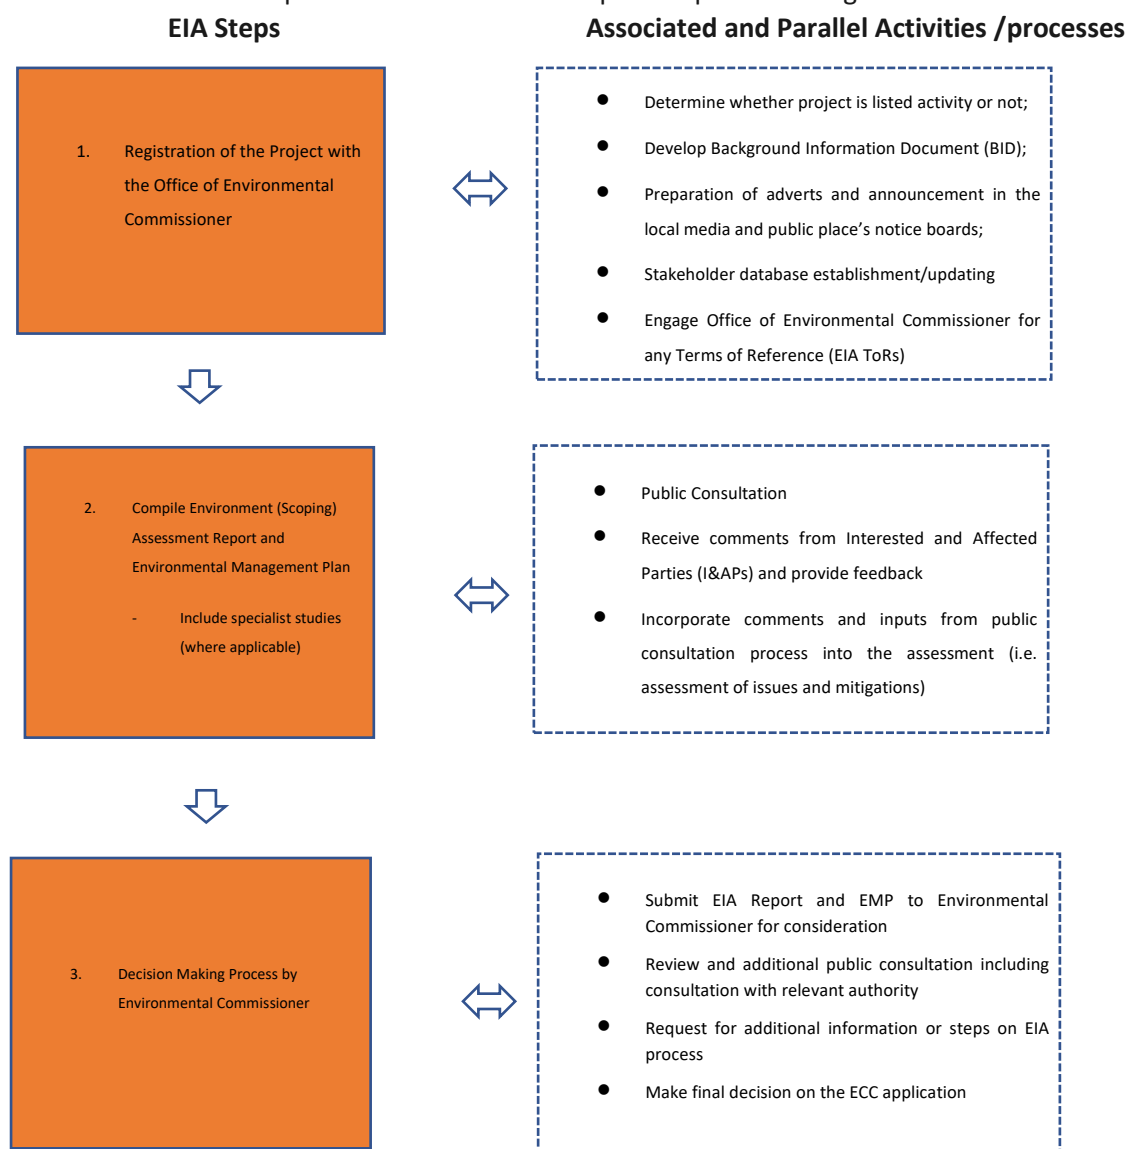 EIA Steps
Associated and Parallel Activities /processes
1. Registration of the Project with
the Office of Environmental
Commissioner
● Determine whether project is listed activity or not;
● Develop Background Information Document (BID);
● Preparation of adverts and announcement in the
local media and public place’s notice boards;
● Stakeholder database establishment/updating
● Engage Office of Environmental Commissioner for
any Terms of Reference (EIA ToRs)
2. Compile Environment (Scoping)
Assessment Report and
Environmental Management Plan
- Include specialist studies
(where applicable)
● Public Consultation
● Receive comments from Interested and Affected
Parties (I&APs) and provide feedback
● Incorporate comments and inputs from public
consultation process into the assessment (i.e.
assessment of issues and mitigations)
3. Decision Making Process by
Environmental Commissioner
● Submit EIA Report and EMP to Environmental
Commissioner for consideration
● Review and additional public consultation including
consultation with relevant authority
● Request for additional information or steps on EIA
process
● Make final decision on the ECC application